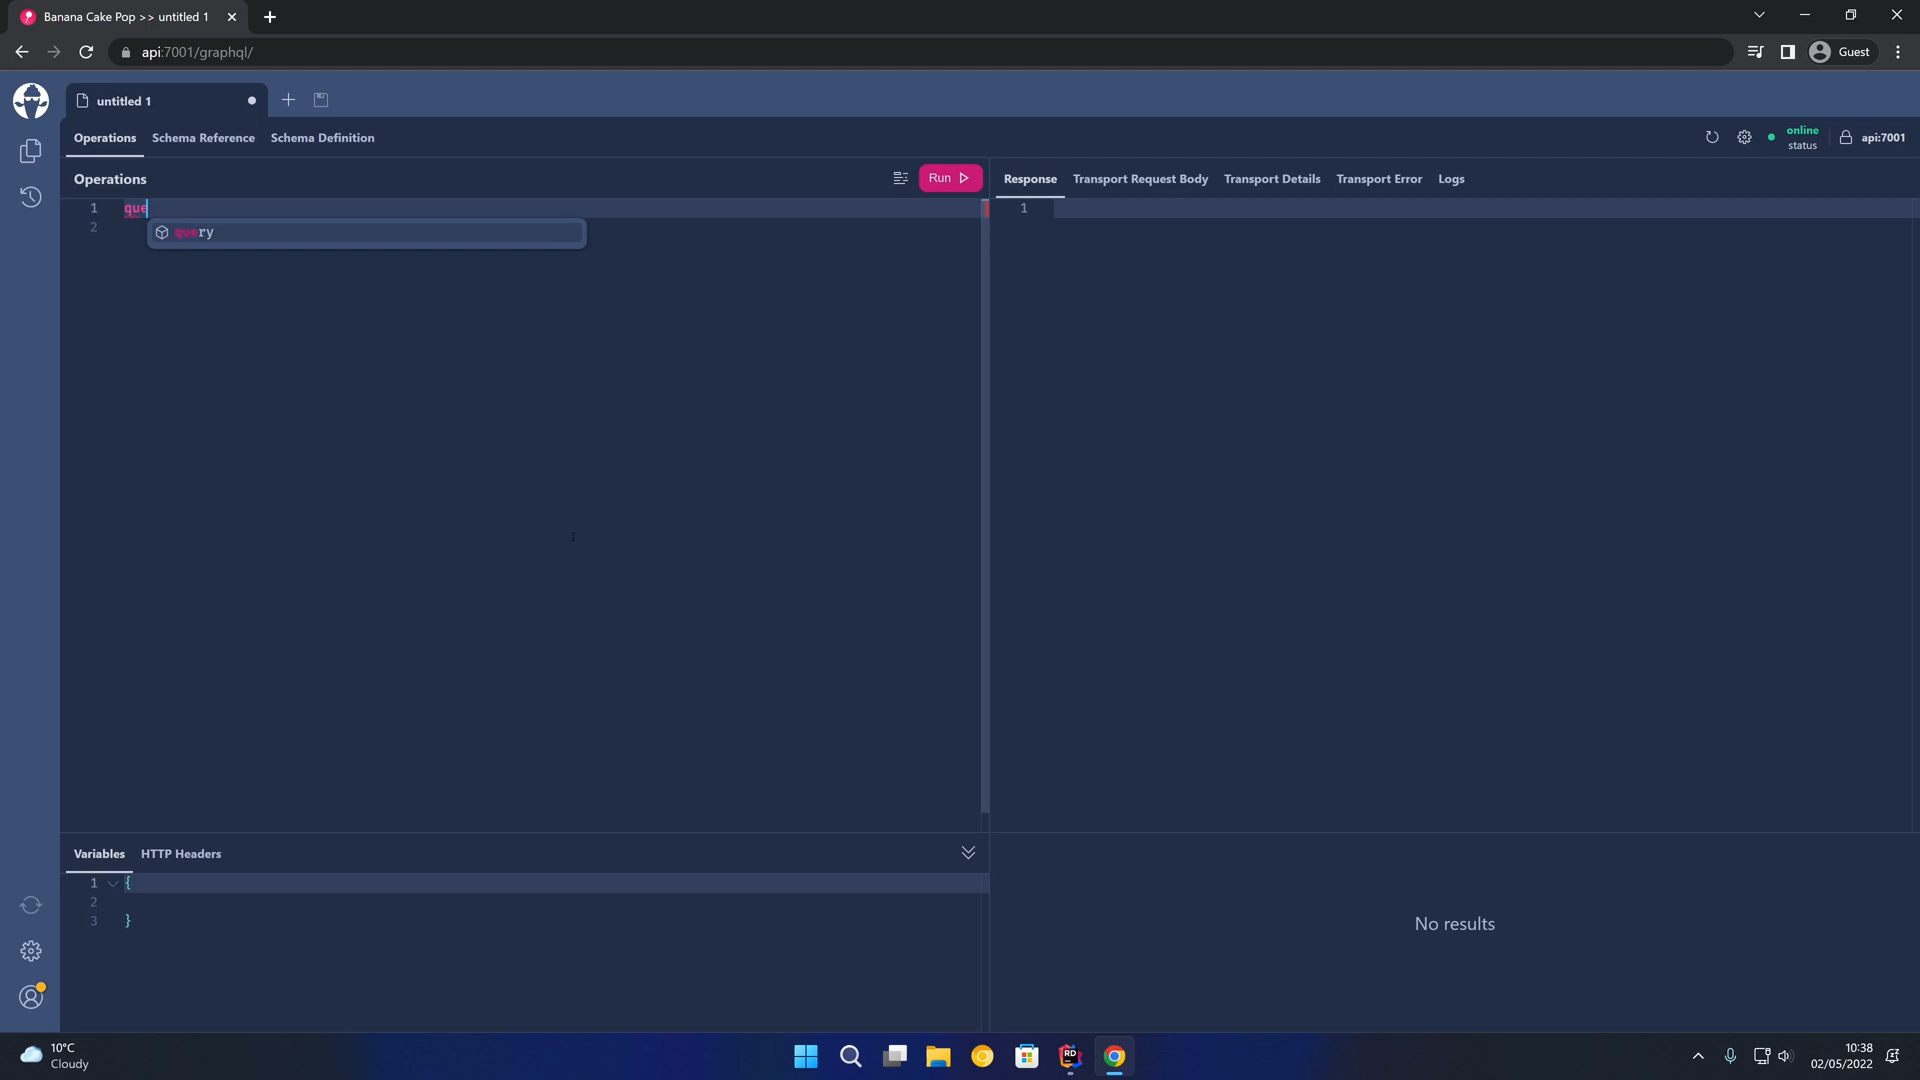 Banana Cake Pop >> untitled 1
api:7001/graphql/
Guest
untitled 1
Operations Schema Reference Schema Definition
online
status
api:7001
Operations
Run
Response Transport Request Body Transport Details Transport Error Logs
1 que
2
query
1
Variables HTTP Headers
1 {
2
3 }
No results
10°C
Cloudy
RD
10:38
02/05/2022